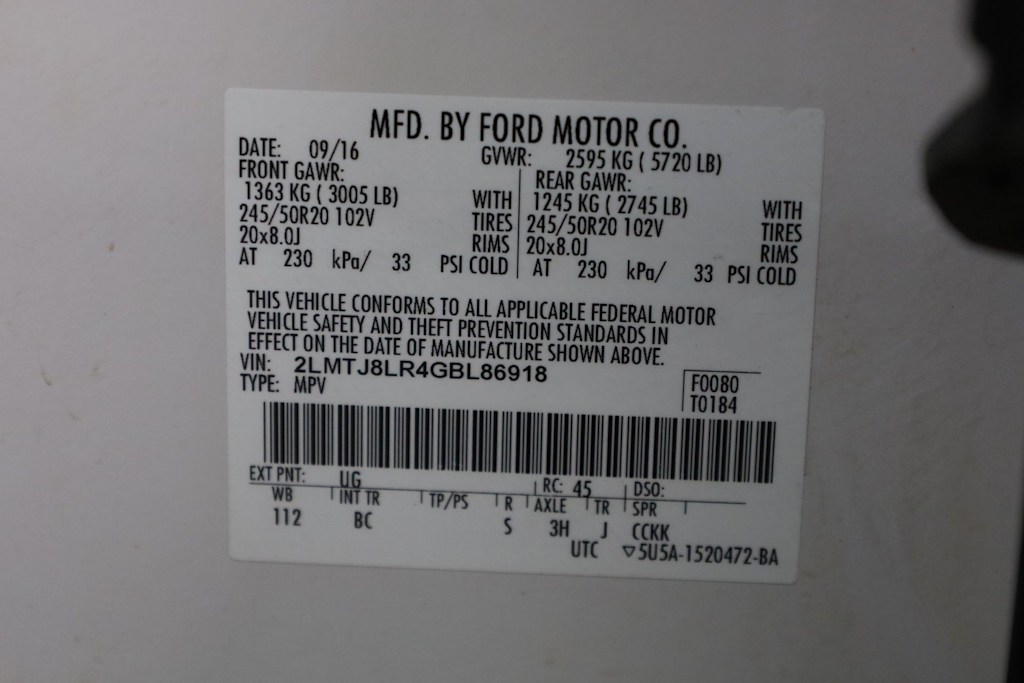 MFD. BY FORD MOTOR CO.
DATE: 09/16 GVWR: 2595 KG ( 5720 LB)
FRONT GAWR: REAR GAWR:
1363 KG ( 3005 LB) WITH 1245 KG ( 2745 LB) WITH
245/50R20 102V TIRES 245/50R20 102V TIRES
20x8.0J RIMS 20x8.0J RIMS
AT 230 kPa/ 33 PSI COLD AT 230 kPa/ 33 PSI COLD
THIS VEHICLE CONFORMS TO ALL APPLICABLE FEDERAL MOTOR
VEHICLE SAFETY AND THEFT PREVENTION STANDARDS IN
EFFECT ON THE DATE OF MANUFACTURE SHOWN ABOVE.
VIN: 2LMTJ8LR4GBL86918
TYPE: MPV F0080
T0184
EXT PNT: UG RC: 45 DSO:
WB INT TR TP/PS R AXLE TR SPR
112 BC S 3H J CCKK
UTC ▽5U5A-1520472-BA